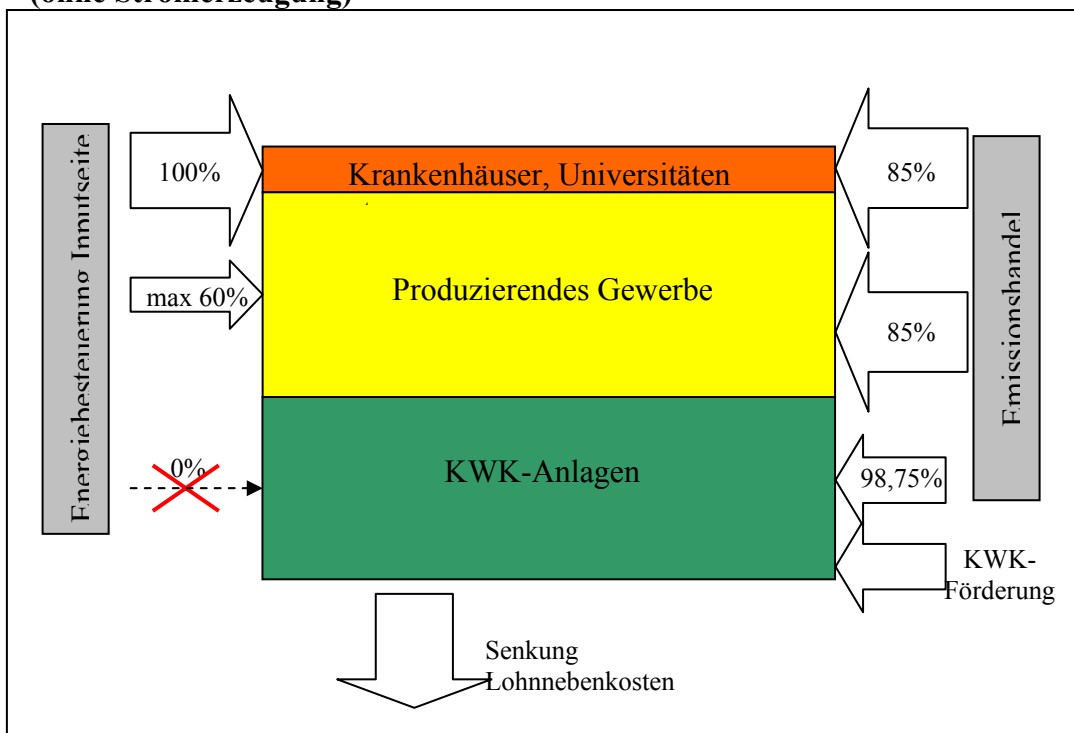 (ohne Stromerzeugung)
Energiebesteuerung Inputseite
100%
Krankenhäuser, Universitäten
85%
max 60%
Produzierendes Gewerbe
85%
Emissionshandel
0%
KWK-Anlagen
98,75%
KWK-
Förderung
Senkung
Lohnnebenkosten